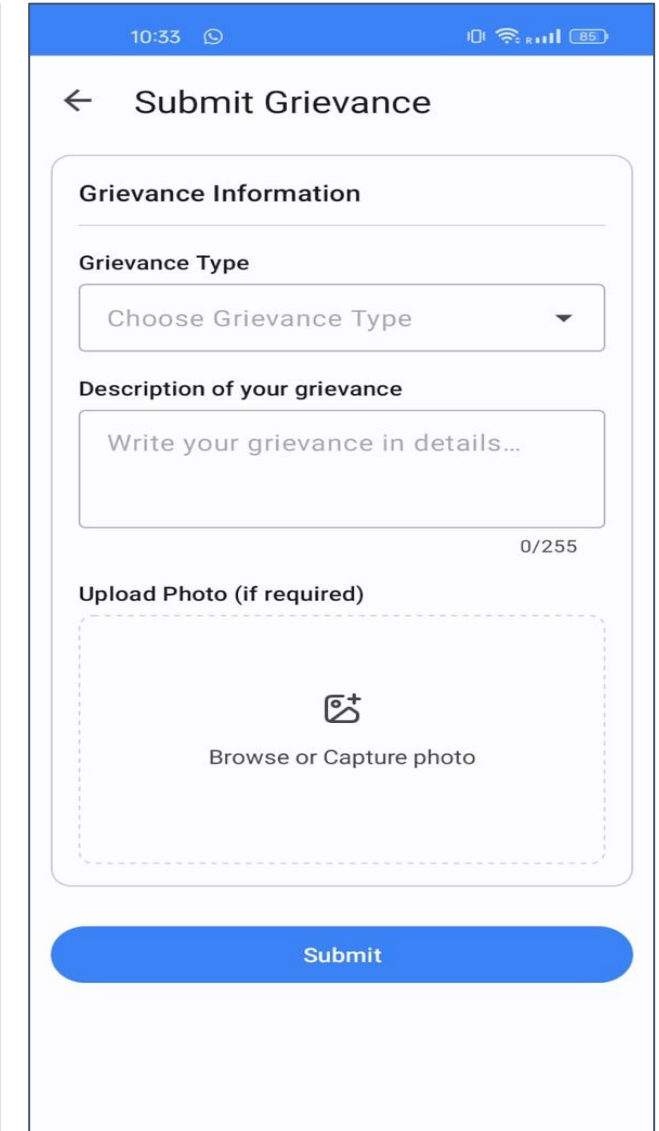 10:33 R 85
Submit Grievance
Grievance Information
Grievance Type
Choose Grievance Type
Description of your grievance
Write your grievance in details...
0/255
Upload Photo (if required)
Browse or Capture photo
Submit